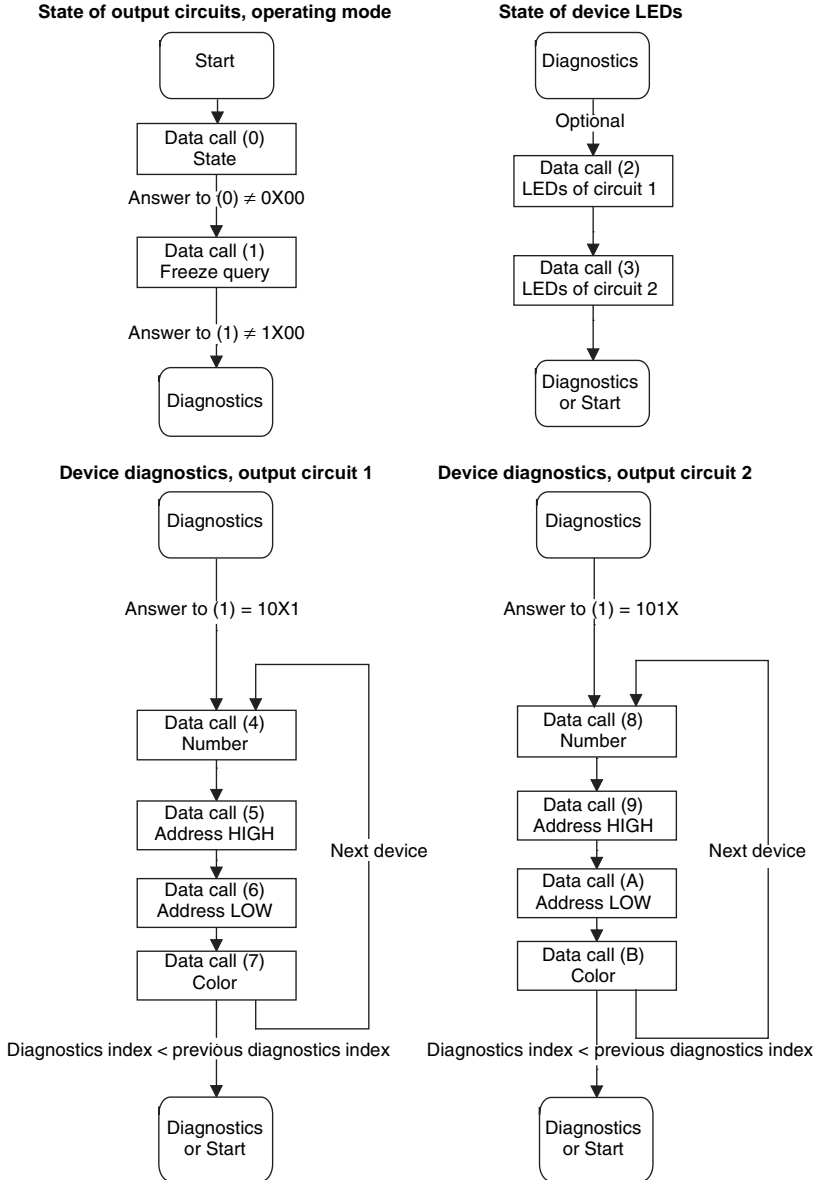 State of output circuits, operating mode
Start
Data call (0)
State
Answer to (0) ≠ 0X00
Data call (1)
Freeze query
Answer to (1) ≠ 1X00
Diagnostics
State of device LEDs
Diagnostics
Optional
Data call (2)
LEDs of circuit 1
Data call (3)
LEDs of circuit 2
Diagnostics
or Start
Device diagnostics, output circuit 1
Diagnostics
Answer to (1) = 10X1
Data call (4)
Number
Data call (5)
Address HIGH
Next device
Data call (6)
Address LOW
Data call (7)
Color
Diagnostics index < previous diagnostics index
Diagnostics
or Start
Device diagnostics, output circuit 2
Diagnostics
Answer to (1) = 101X
Data call (8)
Number
Data call (9)
Address HIGH
Next device
Data call (A)
Address LOW
Data call (B)
Color
Diagnostics index < previous diagnostics index
Diagnostics
or Start